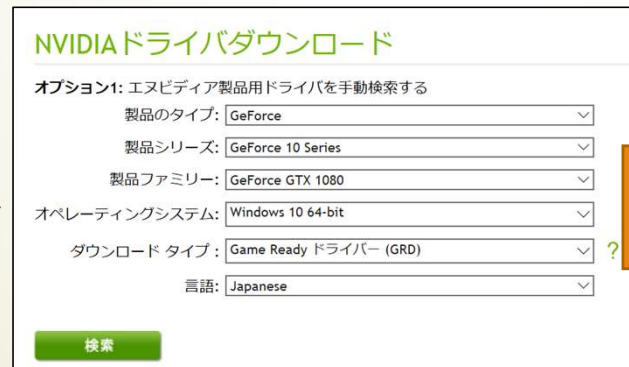 NVIDIAドライバダウンロード
オプション1: エヌビディア製品用ドライバを手動検索する
製品のタイプ: GeForce
製品シリーズ: GeForce 10 Series
製品ファミリー: GeForce GTX 1080
オペレーティングシステム: Windows 10 64-bit
ダウンロード タイプ : Game Ready ドライバー (GRD) ?
言語: Japanese
検索